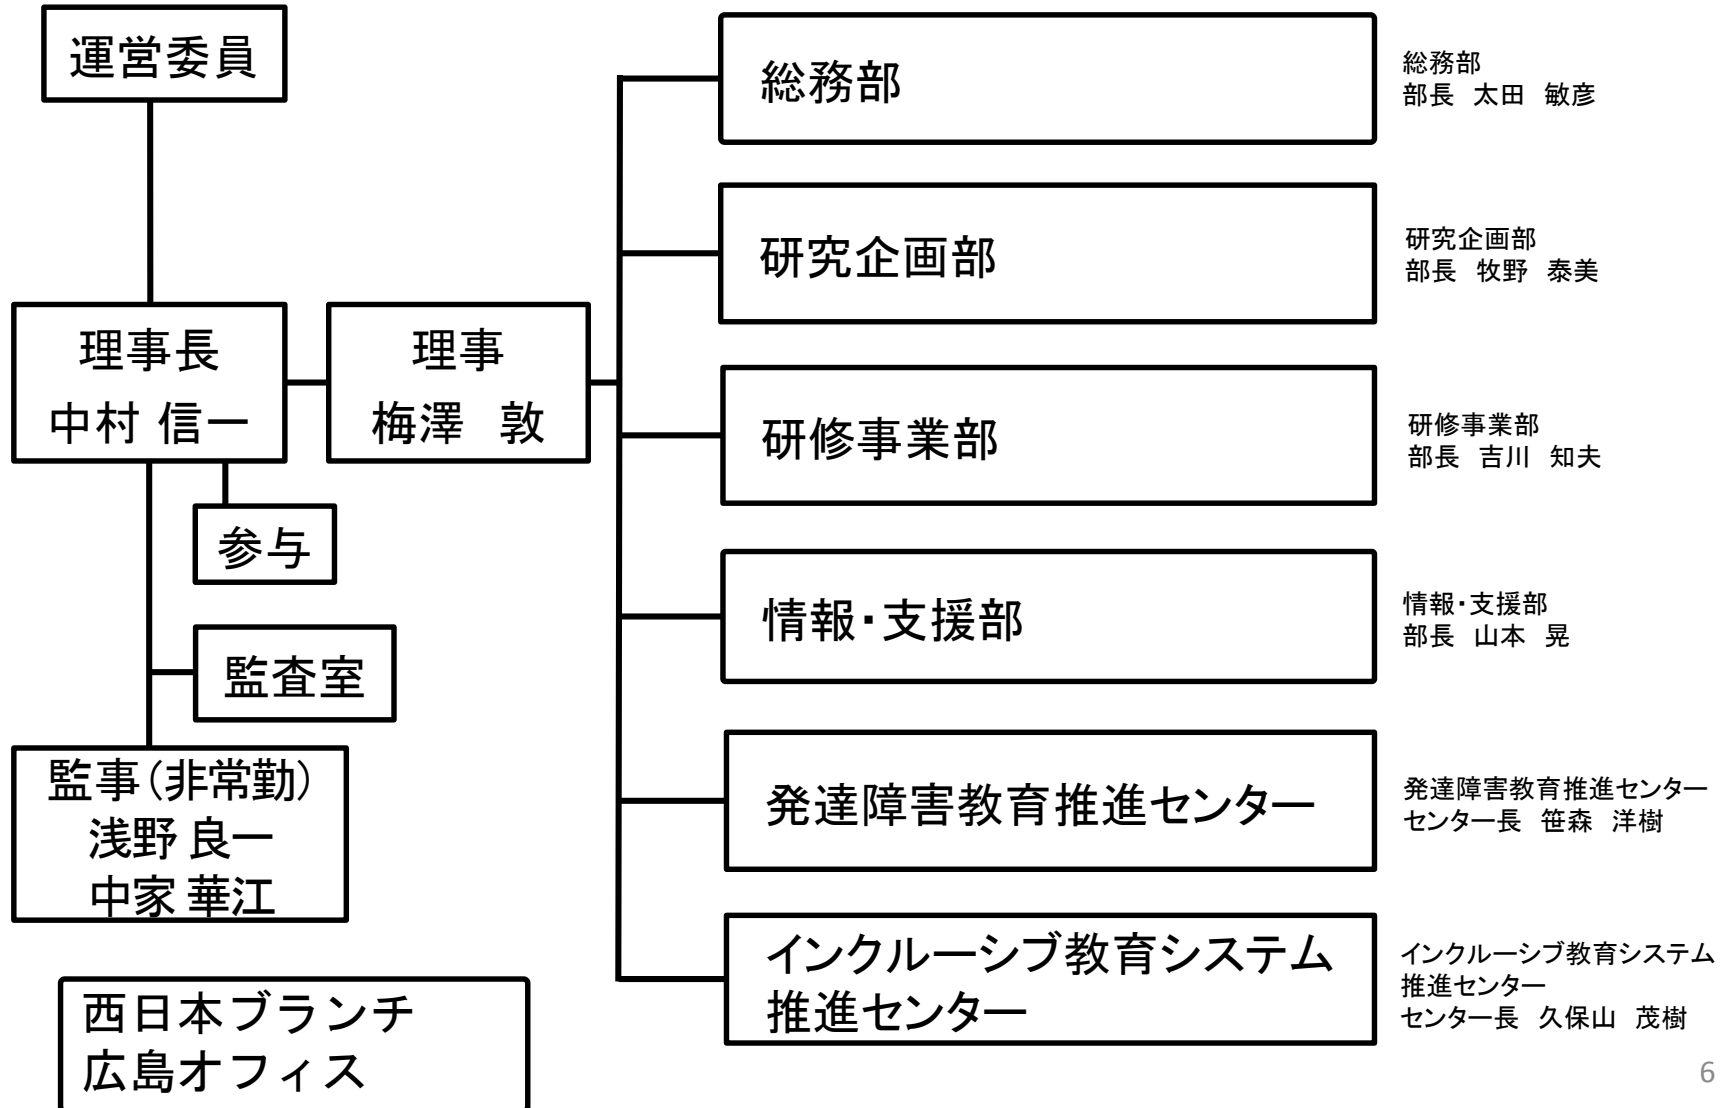 運営委員
理事長
中村 信一
理事
梅澤　敦
参与
監査室
監事(非常勤)
浅野 良一
中家 華江
西日本ブランチ
広島オフィス
総務部
総務部
部長　太田　敏彦
研究企画部
研究企画部
部長　牧野　泰美
研修事業部
研修事業部
部長　吉川　知夫
情報・支援部
情報・支援部
部長　山本　晃
発達障害教育推進センター
発達障害教育推進センター
センター長　笹森　洋樹
インクルーシブ教育システム
推進センター
インクルーシブ教育システム
推進センター
センター長　久保山　茂樹
6